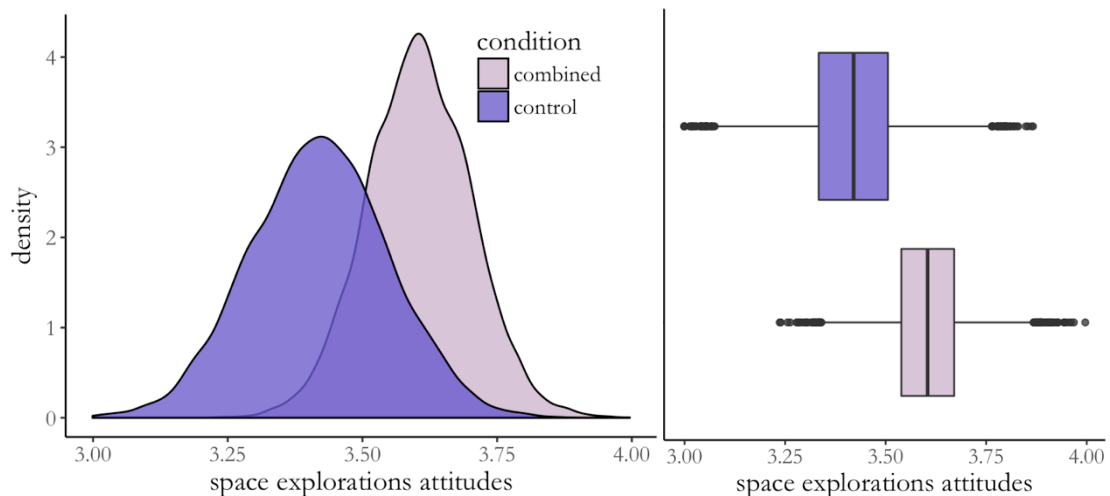 condition
combined
control
density
4
3
2
1
0
3.00 3.25 3.50 3.75 4.00
space explorations attitudes
3.00 3.25 3.50 3.75 4.00
space explorations attitudes